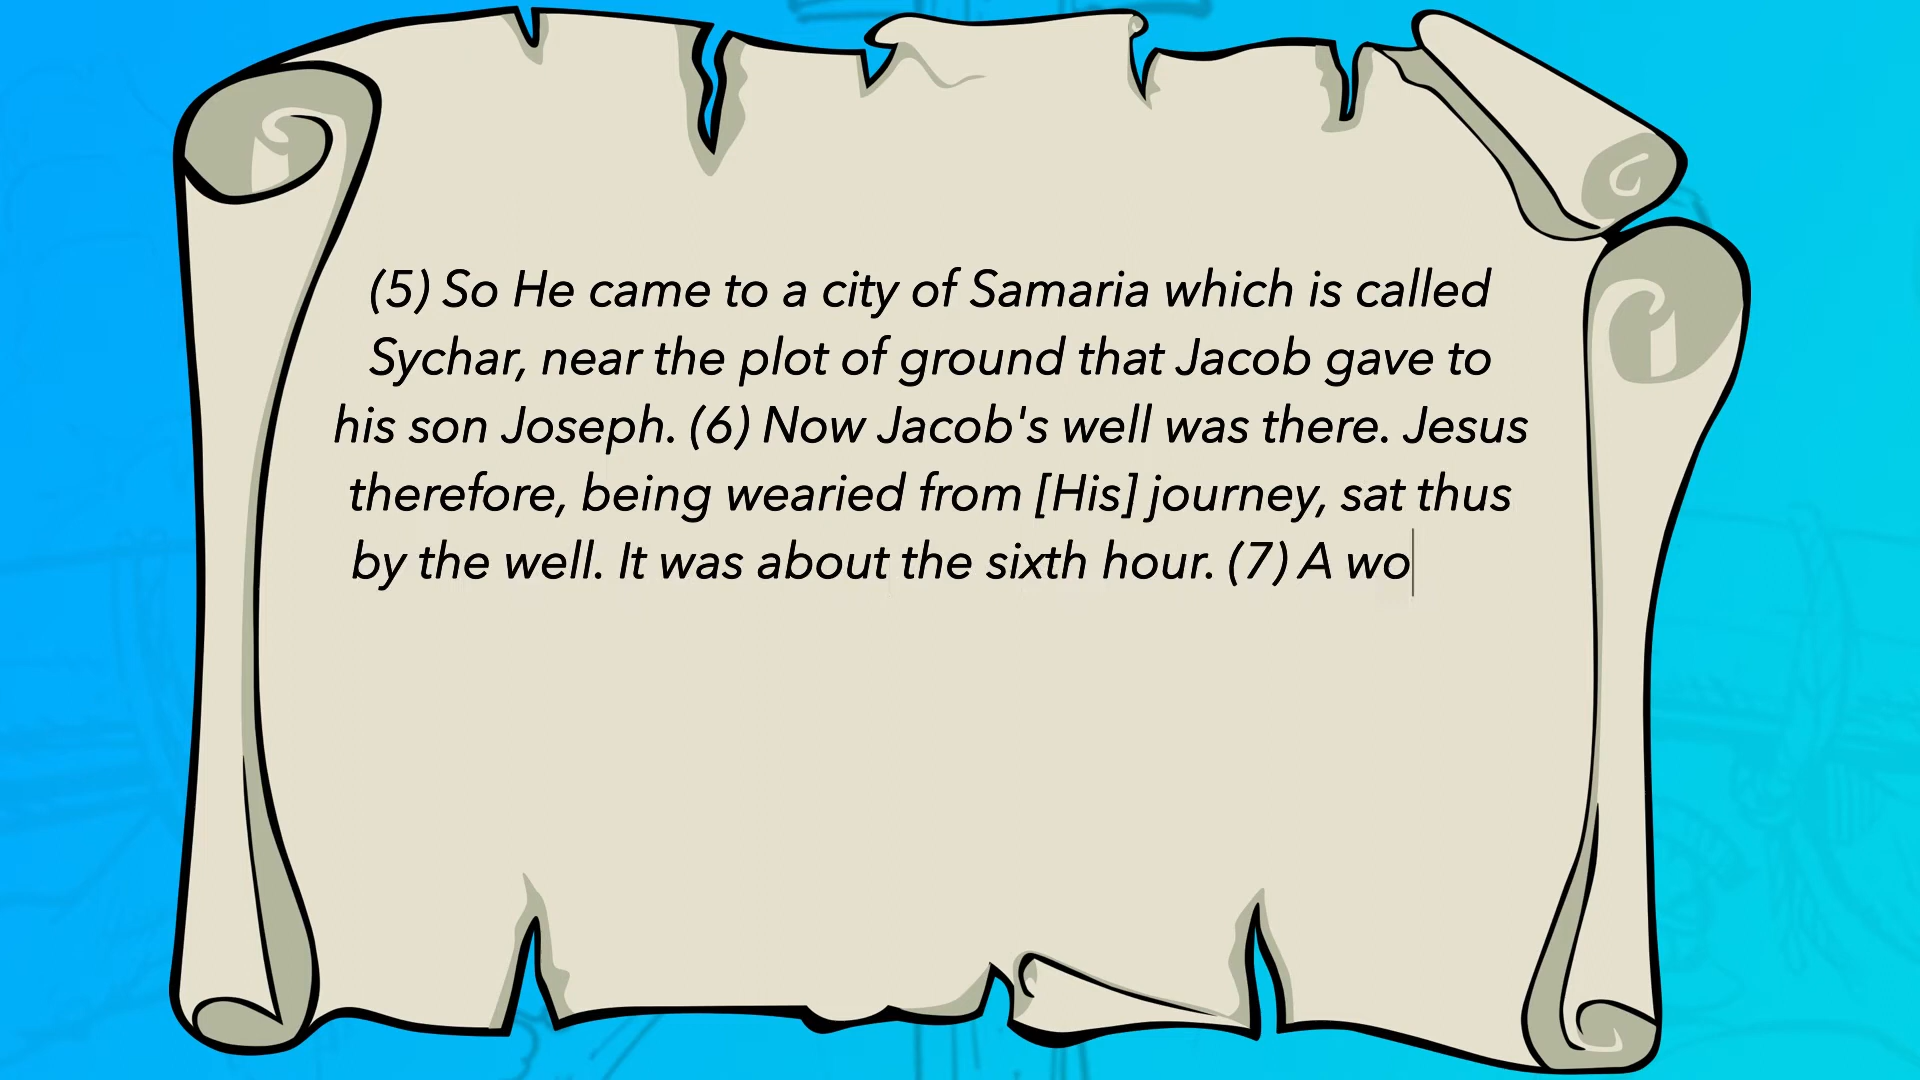 (5) So He came to a city of Samaria which is called
Sychar, near the plot of ground that Jacob gave to
his son Joseph. (6) Now Jacob's well was there. Jesus
therefore, being wearied from [His] journey, sat thus
by the well. It was about the sixth hour. (7) A wo